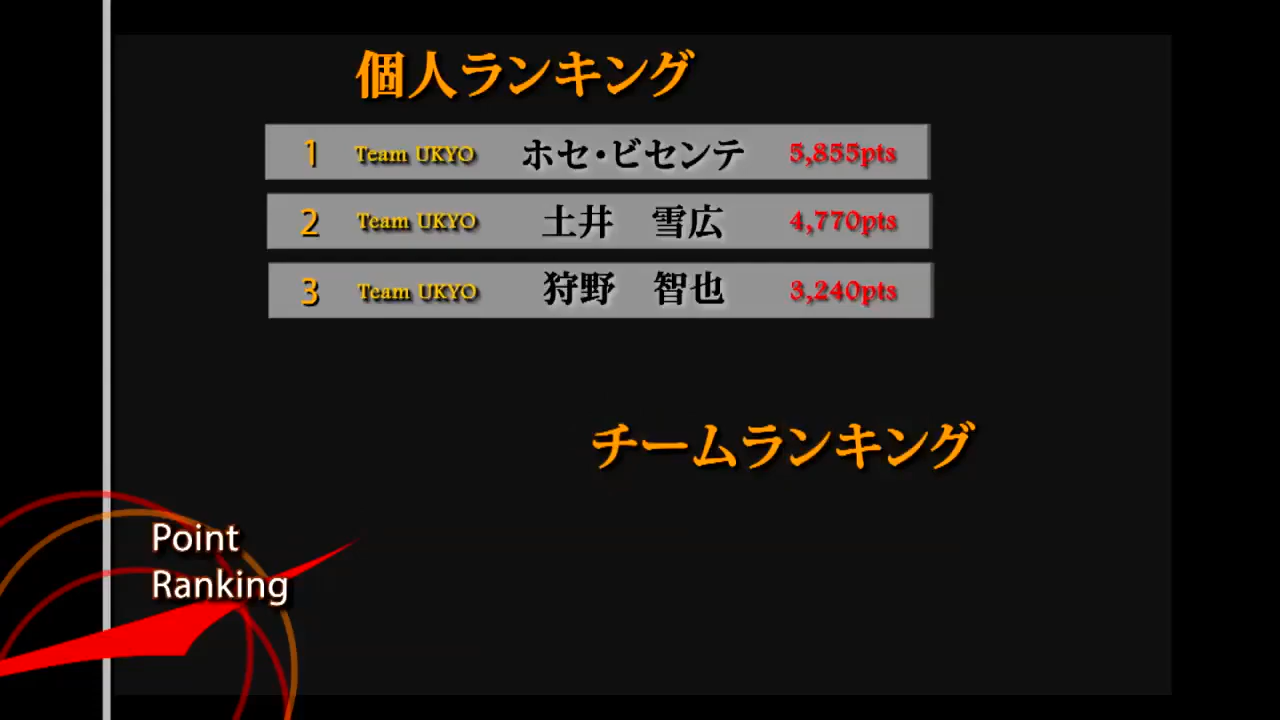 個人ランキング
1 Team UKYO ホセ・ビセンテ 5,855pts
2 Team UKYO 土井 雪広 4,770pts
3 Team UKYO 狩野 智也 3,240pts
チームランキング
Point
Ranking